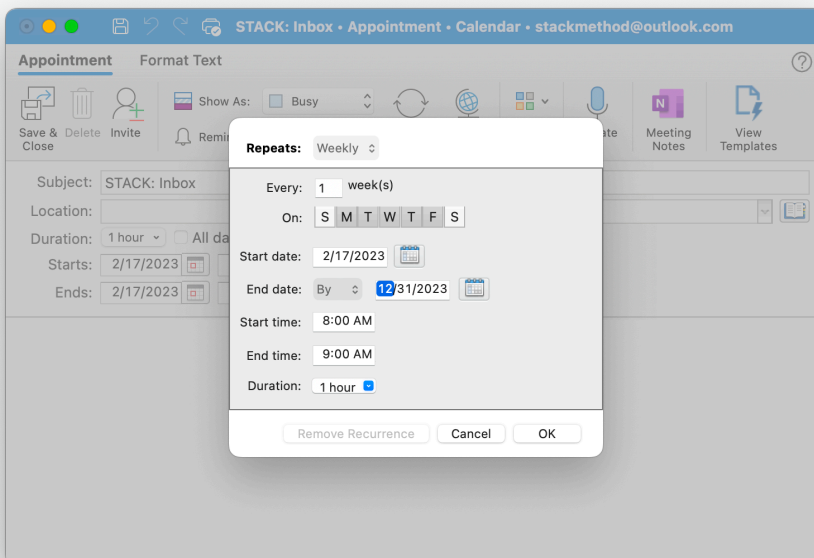 STACK: Inbox • Appointment • Calendar • stackmethod@outlook.com
Appointment Format Text
Show As: Busy
Save & Close Delete Invite
Meeting Notes View Templates
Subject: STACK: Inbox
Location:
Duration: 1 hour
Starts: 2/17/2023
Ends: 2/17/2023
Repeats: Weekly
Every: 1 week(s)
On: S M T W T F S
Start date: 2/17/2023
End date: By 12/31/2023
Start time: 8:00 AM
End time: 9:00 AM
Duration: 1 hour
Remove Recurrence Cancel OK